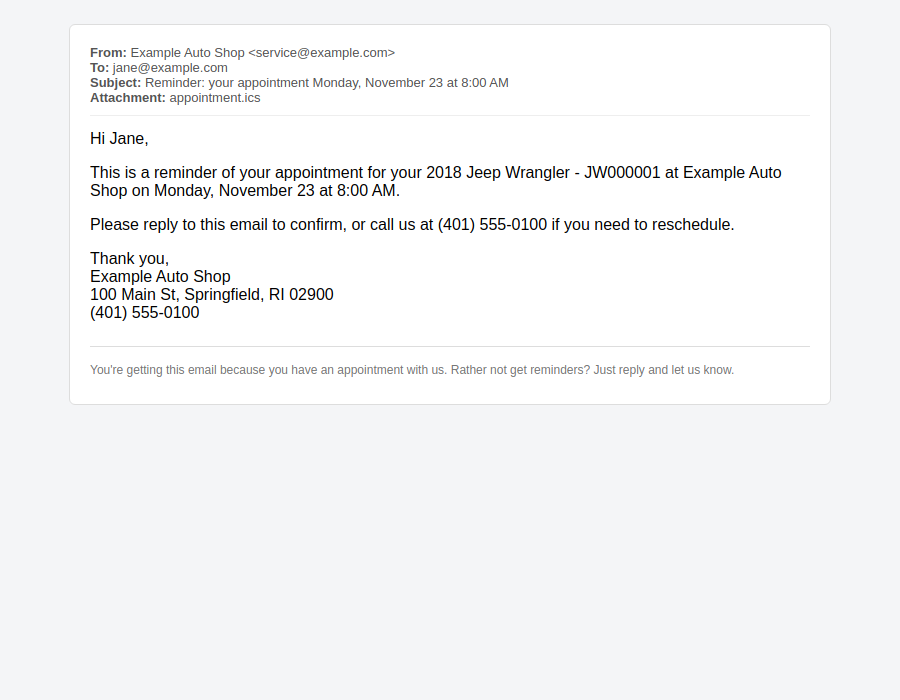 From: Example Auto Shop <service@example.com>
To: jane@example.com
Subject: Reminder: your appointment Monday, November 23 at 8:00 AM
Attachment: appointment.ics
Hi Jane,
This is a reminder of your appointment for your 2018 Jeep Wrangler - JW000001 at Example Auto
Shop on Monday, November 23 at 8:00 AM.
Please reply to this email to confirm, or call us at (401) 555-0100 if you need to reschedule.
Thank you,
Example Auto Shop
100 Main St, Springfield, RI 02900
(401) 555-0100
You're getting this email because you have an appointment with us. Rather not get reminders? Just reply and let us know.